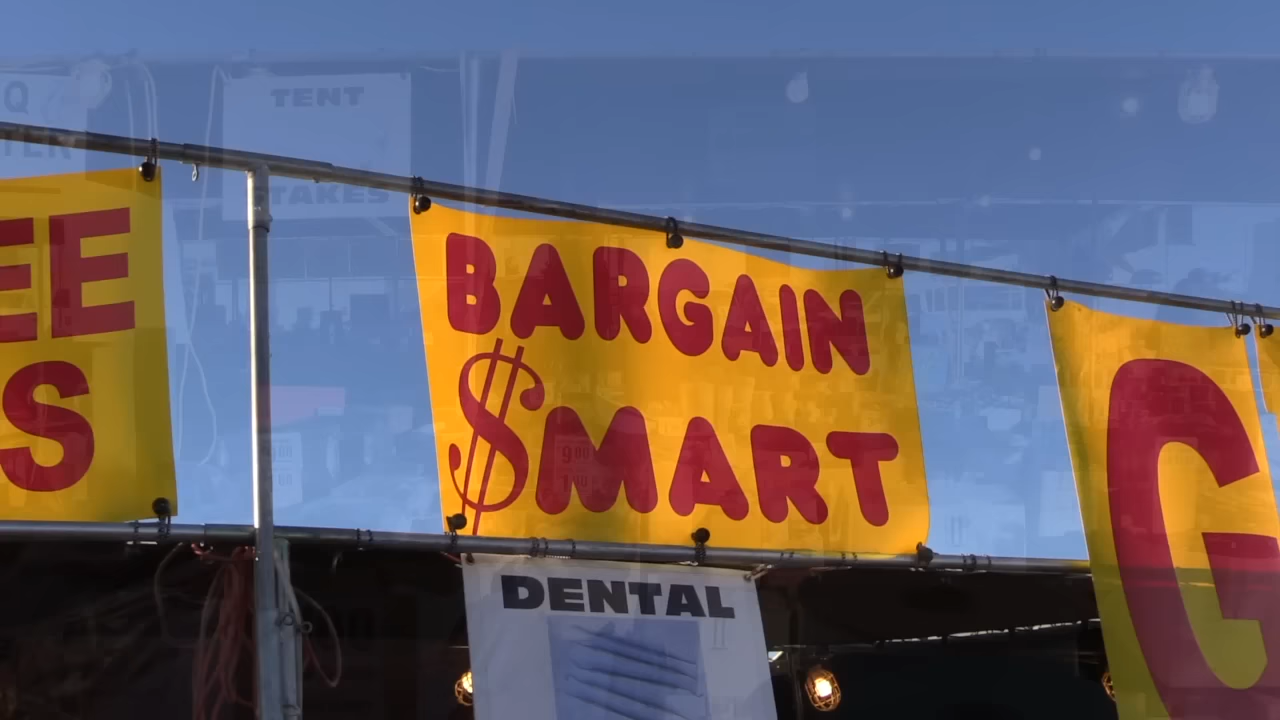 Q
TENT
STAKES
EE
S
BARGAIN
$MART
G
DENTAL